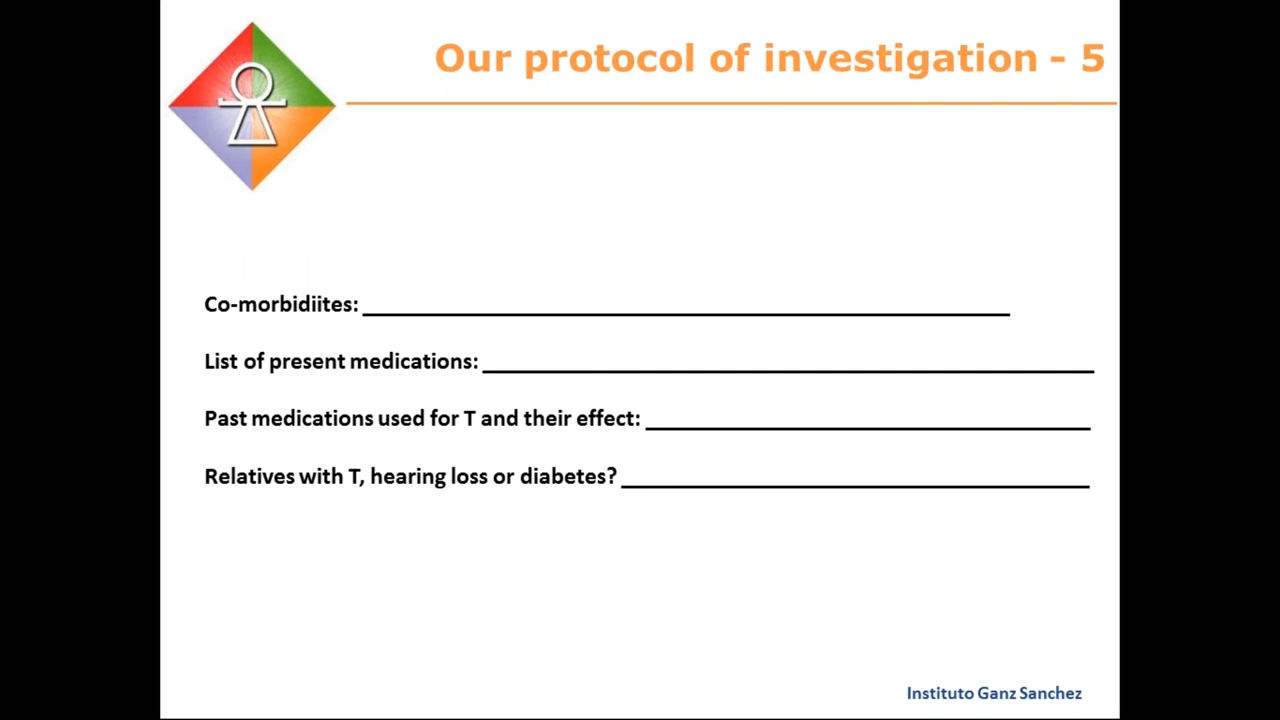 Our protocol of investigation - 5
Co-morbidiites:
List of present medications:
Past medications used for T and their effect:
Relatives with T, hearing loss or diabetes?
Instituto Ganz Sanchez